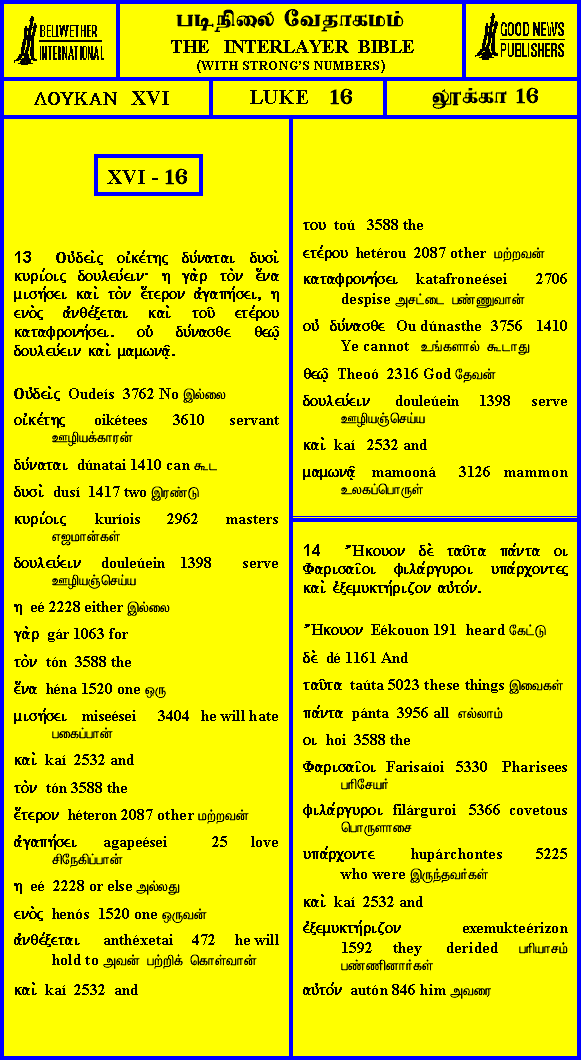 BELLWETHER
INTERNATIONAL
படிநிலை வேதாகமம்
THE INTERLAYER BIBLE
(WITH STRONG'S NUMBERS)
GOOD NEWS
PUBLISHERS
ΛΟΥΚΑΝ XVI
LUKE 16
லூக்கா 16
XVI - 16
13 Οὐδεὶς οἰκέτης δύναται δυσὶ
κυρίοις δουλεύειν· η γὰρ τὸν ἕνα
μισήσει καὶ τὸν ἕτερον ἀγαπήσει, η
ενὸς ἀνθέξεται καὶ τοῦ ετέρου
καταφρονήσει. οὐ δύνασθε θεῷ
δουλεύειν καὶ μαμωνᾷ.
Οὐδεὶς Oudeís 3762 No இல்லை
οἰκέτης oikétees 3610 servant
ஊழியக்காரன்
δύναται dúnatai 1410 can கூட
δυσὶ dusí 1417 two இரண்டு
κυρίοις kuríois 2962 masters
எஜமான்கள்
δουλεύειν douleúein 1398 serve
ஊழியஞ்செய்ய
η eé 2228 either இல்லை
γὰρ gár 1063 for
τὸν tón 3588 the
ἕνα héna 1520 one ஒரு
μισήσει miseései 3404 he will hate
பகைப்பான்
καὶ kaí 2532 and
τὸν tón 3588 the
ἕτερον héteron 2087 other மற்றவன்
ἀγαπήσει agapeései 25 love
சிநேகிப்பான்
η eé 2228 or else அல்லது
ενὸς henós 1520 one ஒருவன்
ἀνθέξεται anthéxetai 472 he will
hold to அவன் பற்றிக் கொள்வான்
καὶ kaí 2532 and
του toú 3588 the
ετέρου hetérou 2087 other மற்றவன்
καταφρονήσει katafroneései 2706
despise அசட்டை பண்ணுவான்
οὐ δύνασθε Ou dúnasthe 3756 1410
Ye cannot உங்களால் கூடாது
θεῷ Theoó 2316 God தேவன்
δουλεύειν douleúein 1398 serve
ஊழியஞ்செய்ய
καὶ kaí 2532 and
μαμωνᾷ mamooná 3126 mammon
உலகப்பொருள்
14 Ἤκουον δὲ ταῦτα πάντα οι
Φαρισαῖοι φιλάργυροι υπάρχοντες
καὶ ἐξεμυκτήριζον αὐτόν.
Ἤκουον Eékouon 191 heard கேட்டு
δὲ dé 1161 And
ταῦτα taúta 5023 these things இவைகள்
πάντα pánta 3956 all எல்லாம்
οι hoi 3588 the
Φαρισαῖοι Farisaíoi 5330 Pharisees
பரிசேயர்
φιλάργυροι filárguroi 5366 covetous
பொருளாசை
υπάρχοντε hupárchontes 5225
who were இருந்தவர்கள்
καὶ kaí 2532 and
ἐξεμυκτήριζον exemukteérizon
1592 they derided பரியாசம்
பண்ணினார்கள்
αὐτόν autón 846 him அவரை